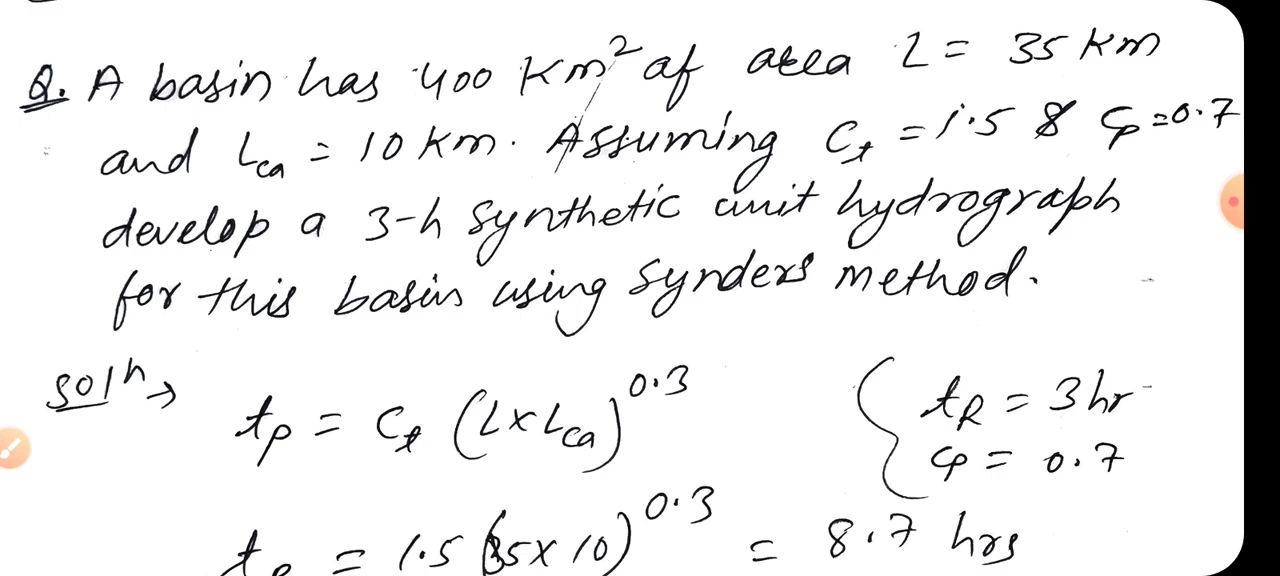 Q. A basin has 400 Km² of area L = 35 Km
and Lca = 10 Km. Assuming Ct = 1.5 & Cp = 0.7
develop a 3-h synthetic unit hydrograph
for this basin using Synders method.
Solⁿ→ tp = Ct (L×Lca)^0.3 { tR = 3hr
Cp = 0.7
tp = 1.5 (35×10)^0.3 = 8.7 hrs